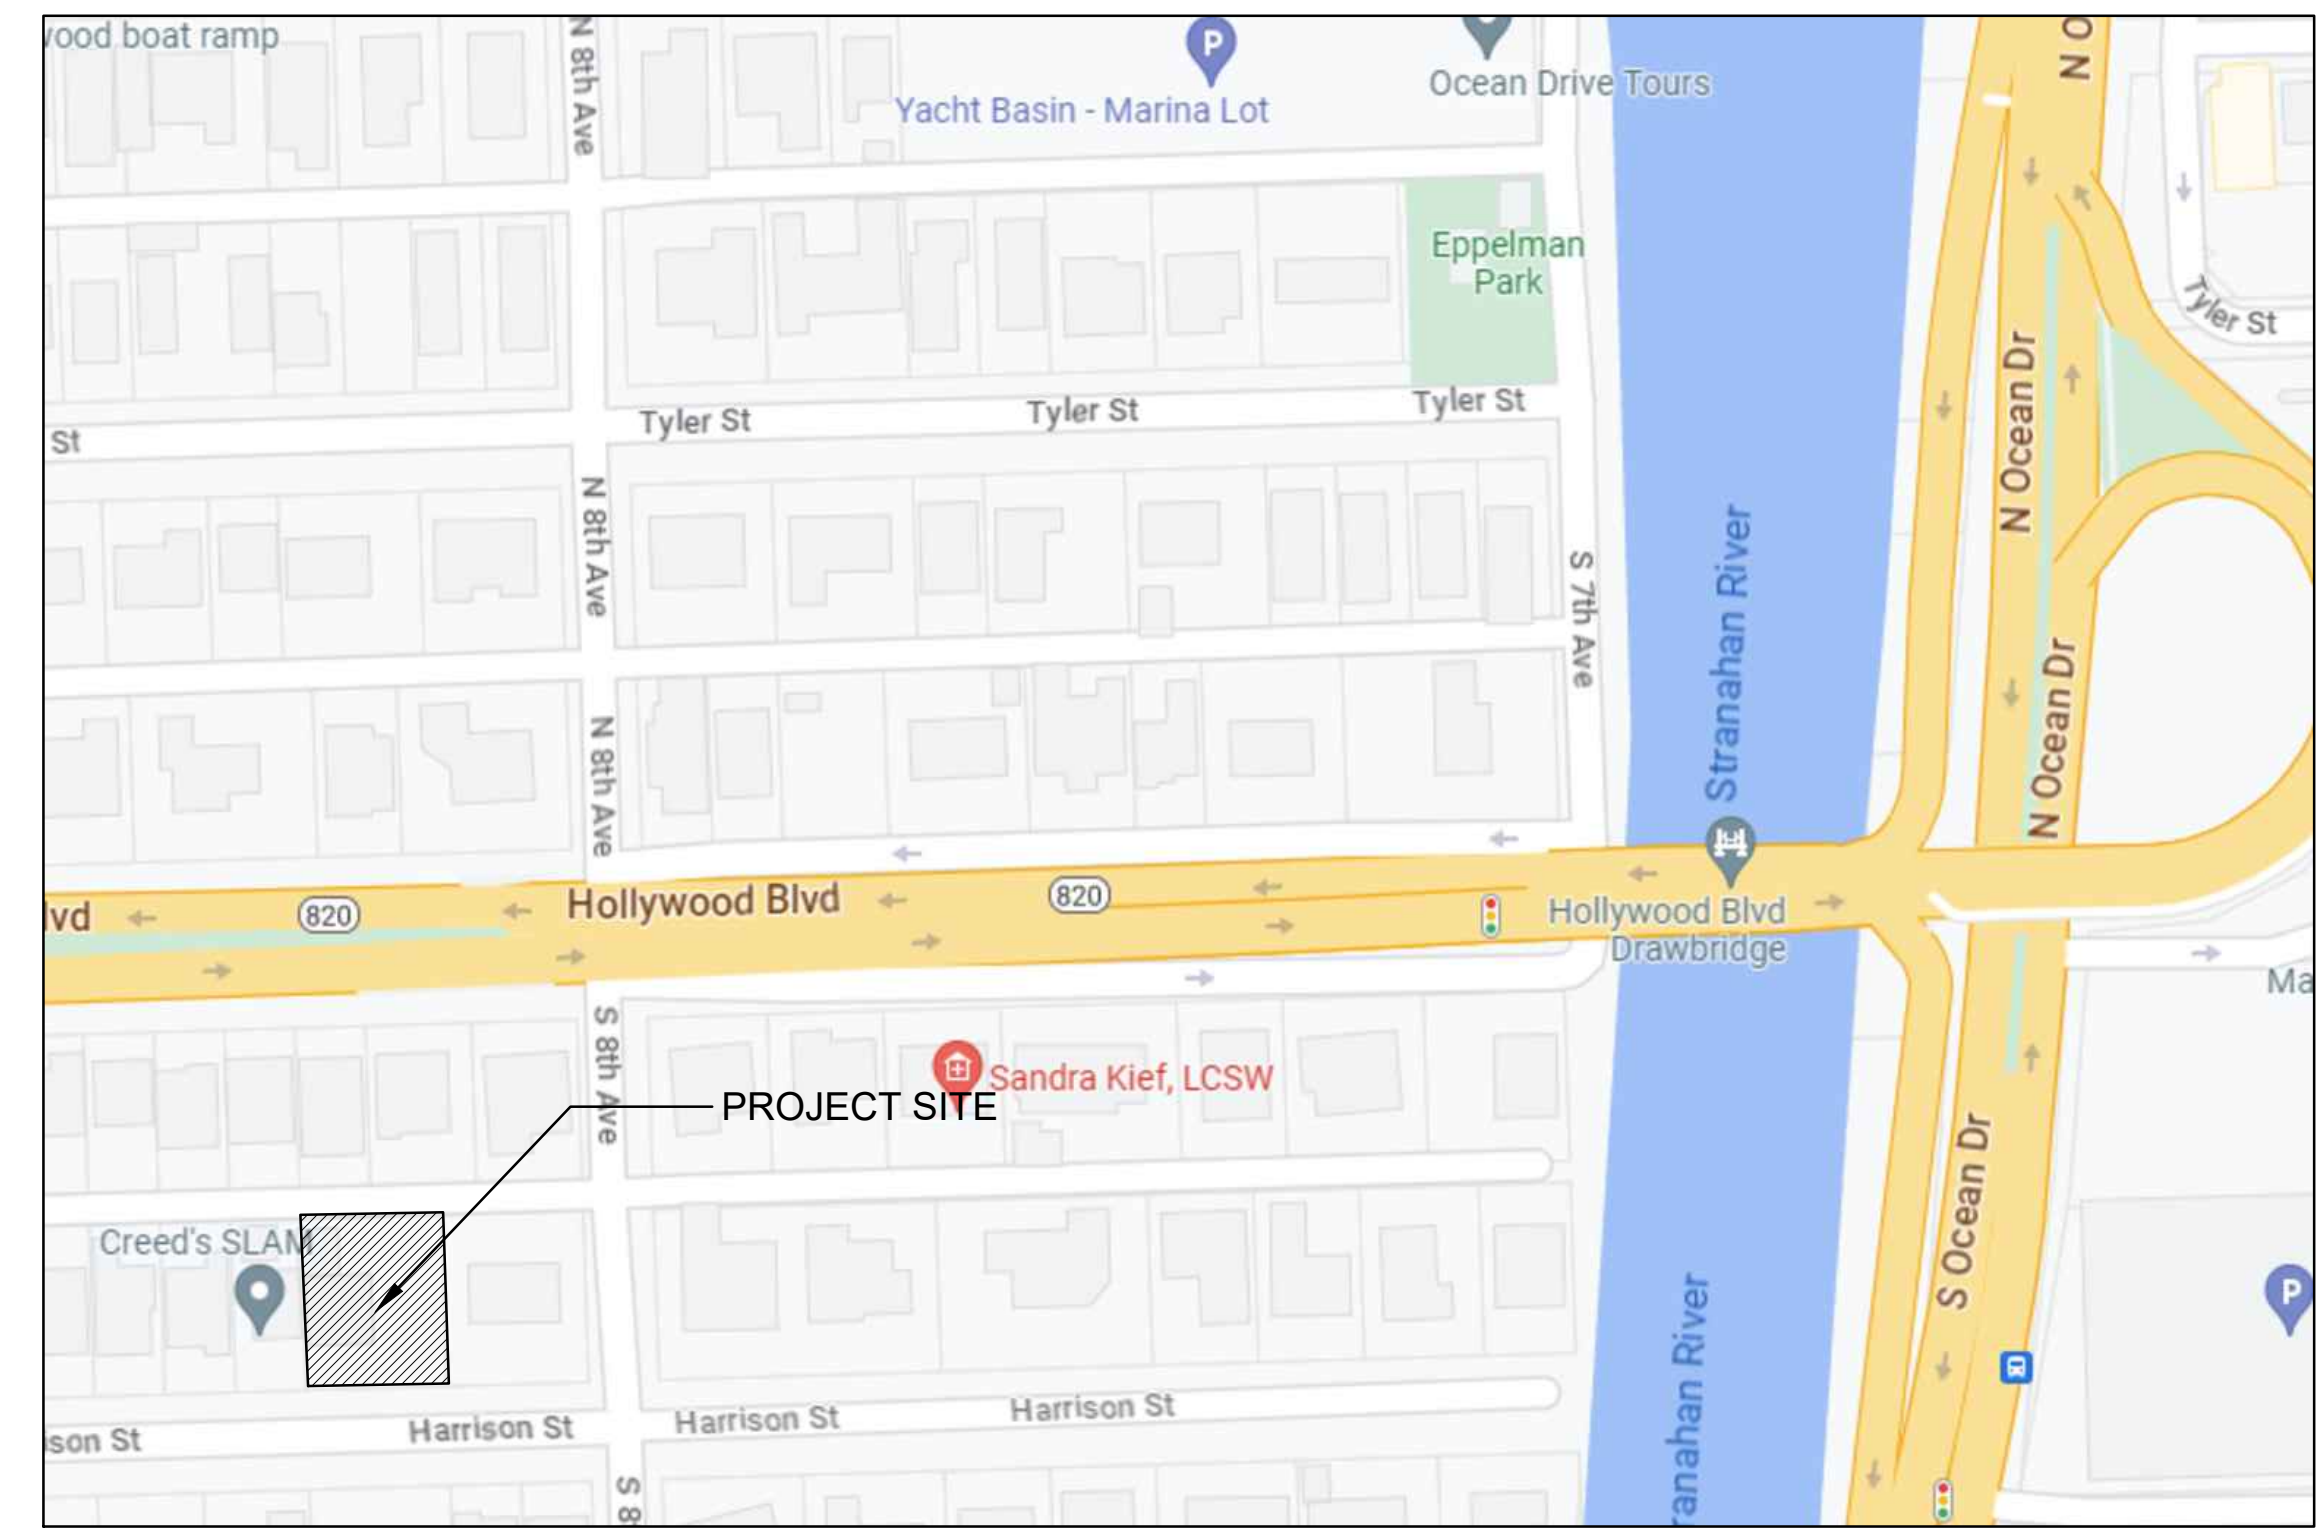 wood boat ramp
N 8th Ave
P
Yacht Basin - Marina Lot
Ocean Drive Tours
N O
Eppelman
Park
Tyler St
N Ocean Dr
St
Tyler St
Tyler St
Tyler St
N 8th Ave
S 7th Ave
Stranahan River
N Ocean Dr
N 8th Ave
lvd
820
Hollywood Blvd
820
Hollywood Blvd
Drawbridge
Ma
S 8th Ave
Sandra Kief, LCSW
PROJECT SITE
S Ocean Dr
Creed's SLAM
P
ranahan River
son St
Harrison St
Harrison St
Harrison St
S 8